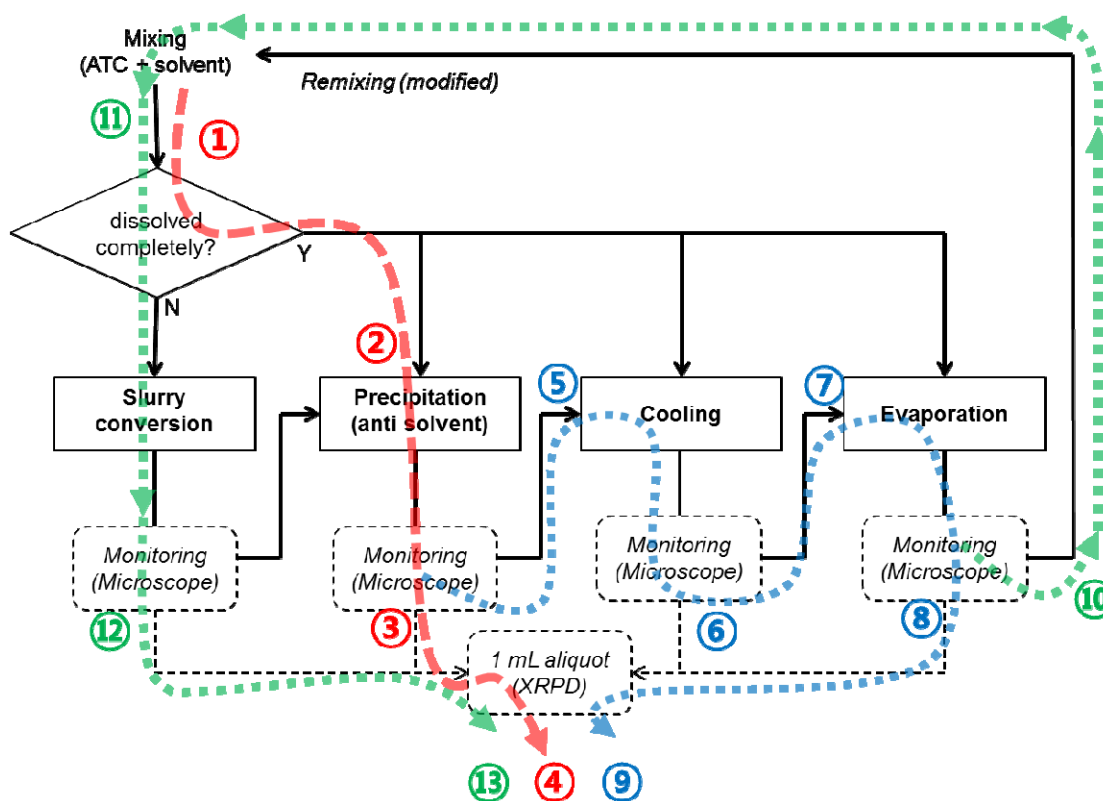 Mixing
(ATC + solvent)
Remixing (modified)
⑪
①
dissolved
completely?
Y
N
②
⑤
⑦
Slurry
conversion
Precipitation
(anti solvent)
Cooling
Evaporation
Monitoring
(Microscope)
Monitoring
(Microscope)
Monitoring
(Microscope)
Monitoring
(Microscope)
⑩
⑫
③
⑥
⑧
1 mL aliquot
(XRPD)
⑬
④
⑨